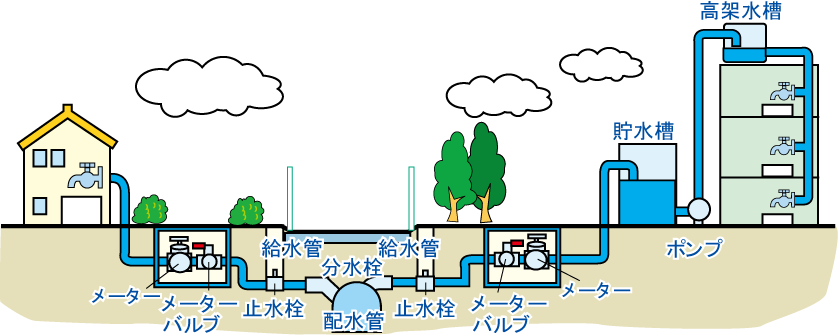 高架水槽
貯水槽
給水管
給水管
ポンプ
分水栓
メーター
メーター
バルブ
止水栓
配水管
止水栓
メーター
バルブ
メーター